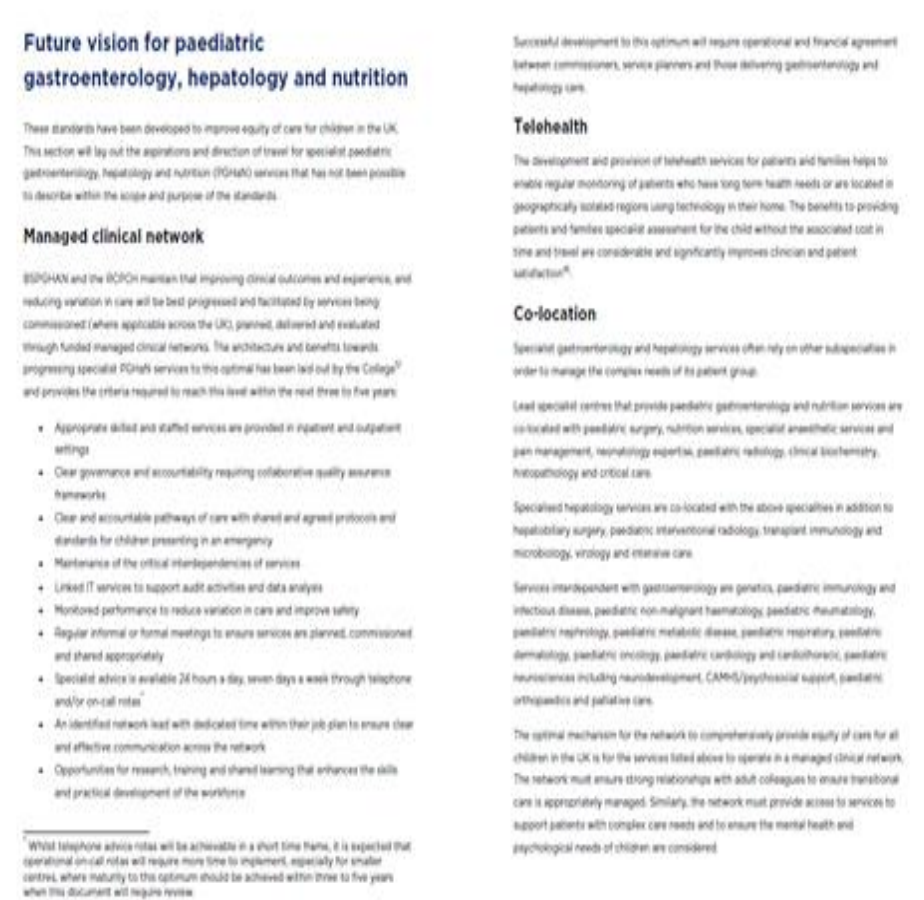 Future vision for paediatric
gastroenterology, hepatology and nutrition
These standards have been developed to improve equity of care for children in the UK.
This section will lay out the aspirations and direction of travel for specialist paediatric
gastroenterology, hepatology and nutrition (PGHaN) services that has not been possible
to describe within the scope and purpose of the standards.
Managed clinical network
BSPGHAN and the RCPCH maintain that improving clinical outcomes and experience, and
reducing variation in care will be best progressed and facilitated by services being
commissioned (where applicable across the UK), planned, delivered and evaluated
through funded managed clinical networks. The architecture and benefits towards
progressing specialist PGHaN services to this optimal has been laid out by the College
and provides the criteria required to reach this level within the next three to five years:
• Appropriate skilled and staffed services are provided in inpatient and outpatient
settings
• Clear governance and accountability requiring collaborative quality assurance
frameworks
• Clear and accountable pathways of care with shared and agreed protocols and
standards for children presenting in an emergency
• Maintenance of the critical interdependencies of services
• Linked IT services to support audit activities and data analysis
• Monitored performance to reduce variation in care and improve safety
• Regular informal or formal meetings to ensure services are planned, commissioned
and shared appropriately
• Specialist advice is available 24 hours a day, seven days a week through telephone
and/or on-call rotas*
• An identified network lead with dedicated time within their job plan to ensure clear
and effective communication across the network
• Opportunities for research, training and shared learning that enhances the skills
and practical development of the workforce
* Whilst telephone advice rotas will be achievable in a short time frame, it is expected that
operational on-call rotas will require more time to implement, especially for smaller
centres, where maturity to this optimum should be achieved within three to five years
when this document will require review.
Successful development to this optimum will require operational and financial agreement
between commissioners, service planners and those delivering gastroenterology and
hepatology care.
Telehealth
The development and provision of telehealth services for patients and families helps to
enable regular monitoring of patients who have long term health needs or are located in
geographically isolated regions using technology in their home. The benefits to providing
patients and families specialist assessment for the child without the associated cost in
time and travel are considerable and significantly improves clinician and patient
satisfaction
Co-location
Specialist gastroenterology and hepatology services often rely on other subspecialties in
order to manage the complex needs of its patient group.
Lead specialist centres that provide paediatric gastroenterology and nutrition services are
co-located with paediatric surgery, nutrition services, specialist anaesthetic services and
pain management, neonatology expertise, paediatric radiology, clinical biochemistry,
histopathology and critical care.
Specialised hepatology services are co-located with the above specialties in addition to
hepatobiliary surgery, paediatric interventional radiology, transplant immunology and
microbiology, virology and intensive care.
Services interdependent with gastroenterology are genetics, paediatric immunology and
infectious disease, paediatric non-malignant haematology, paediatric rheumatology,
paediatric nephrology, paediatric metabolic disease, paediatric respiratory, paediatric
dermatology, paediatric oncology, paediatric cardiology and cardiothoracic, paediatric
neurosciences including neurodevelopment, CAMHS/psychosocial support, paediatric
orthopaedics and palliative care.
The optimal mechanism for the network to comprehensively provide equity of care for all
children in the UK is for the services listed above to operate in a managed clinical network.
The network must ensure strong relationships with adult colleagues to ensure transitional
care is appropriately managed. Similarly, the network must provide access to services to
support patients with complex care needs and to ensure the mental health and
psychological needs of children are considered.